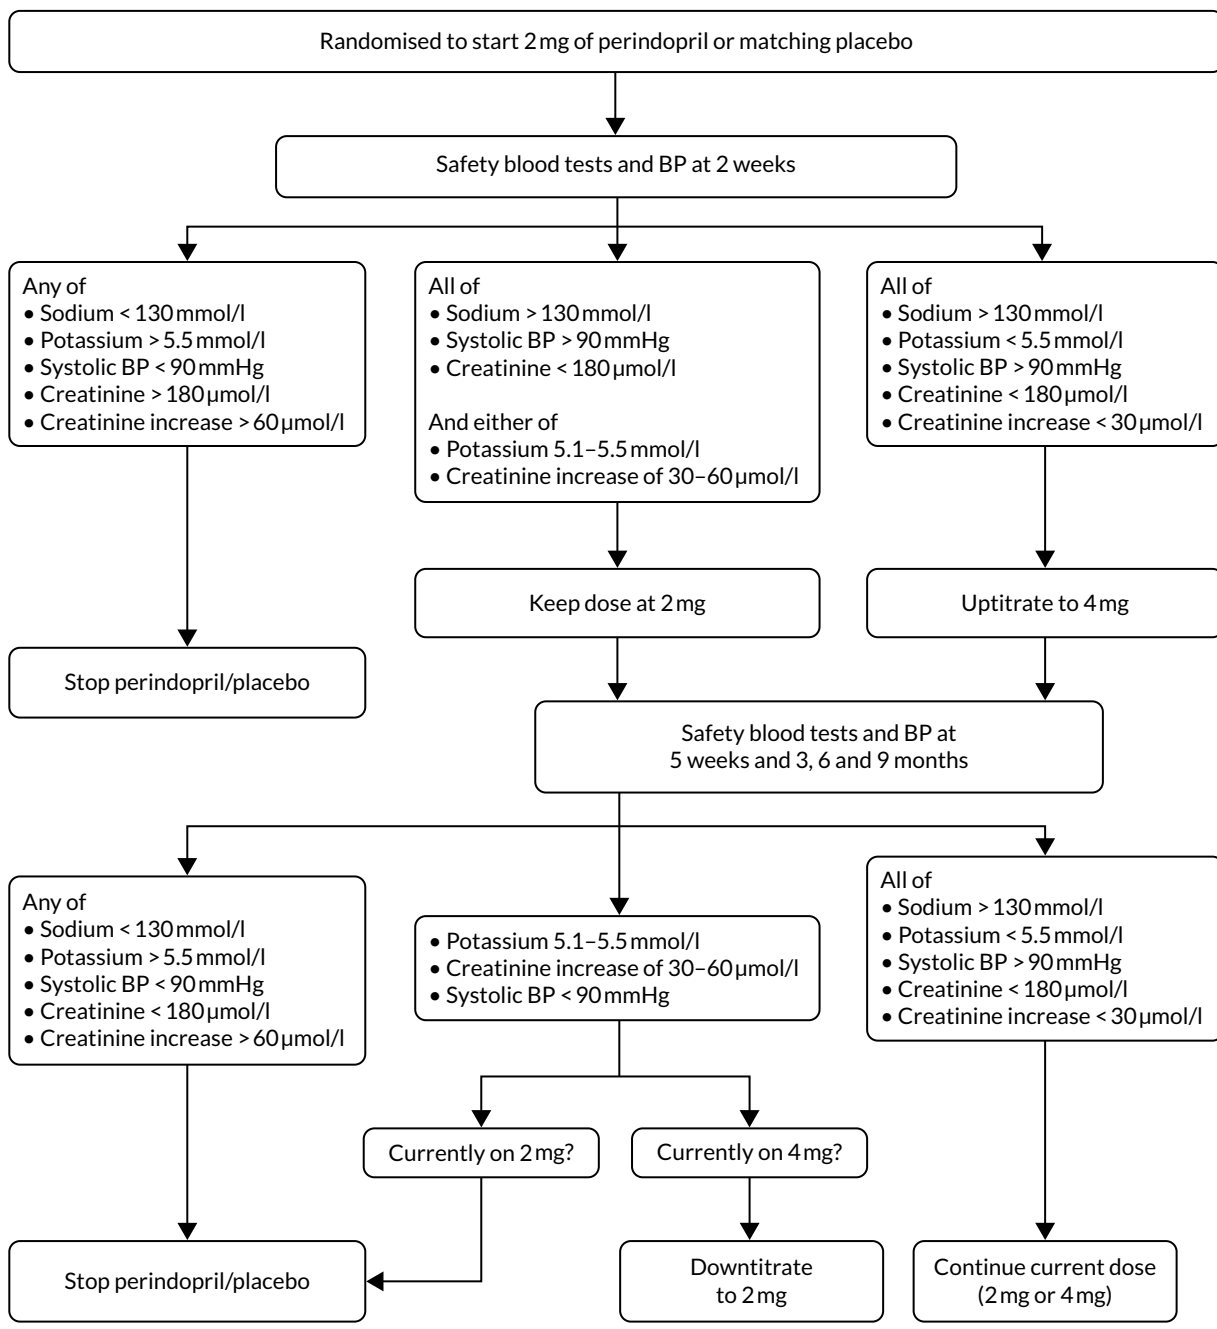 Randomised to start 2 mg of perindopril or matching placebo
Safety blood tests and BP at 2 weeks
Any of
• Sodium < 130 mmol/l
• Potassium > 5.5 mmol/l
• Systolic BP < 90 mmHg
• Creatinine > 180 µmol/l
• Creatinine increase > 60 µmol/l
All of
• Sodium > 130 mmol/l
• Systolic BP > 90 mmHg
• Creatinine < 180 µmol/l
And either of
• Potassium 5.1–5.5 mmol/l
• Creatinine increase of 30–60 µmol/l
All of
• Sodium > 130 mmol/l
• Potassium < 5.5 mmol/l
• Systolic BP > 90 mmHg
• Creatinine < 180 µmol/l
• Creatinine increase < 30 µmol/l
Keep dose at 2 mg
Uptitrate to 4 mg
Stop perindopril/placebo
Safety blood tests and BP at
5 weeks and 3, 6 and 9 months
Any of
• Sodium < 130 mmol/l
• Potassium > 5.5 mmol/l
• Systolic BP < 90 mmHg
• Creatinine < 180 µmol/l
• Creatinine increase > 60 µmol/l
• Potassium 5.1–5.5 mmol/l
• Creatinine increase of 30–60 µmol/l
• Systolic BP < 90 mmHg
All of
• Sodium > 130 mmol/l
• Potassium < 5.5 mmol/l
• Systolic BP > 90 mmHg
• Creatinine < 180 µmol/l
• Creatinine increase < 30 µmol/l
Currently on 2 mg?
Currently on 4 mg?
Stop perindopril/placebo
Downtitrate
to 2 mg
Continue current dose
(2 mg or 4 mg)